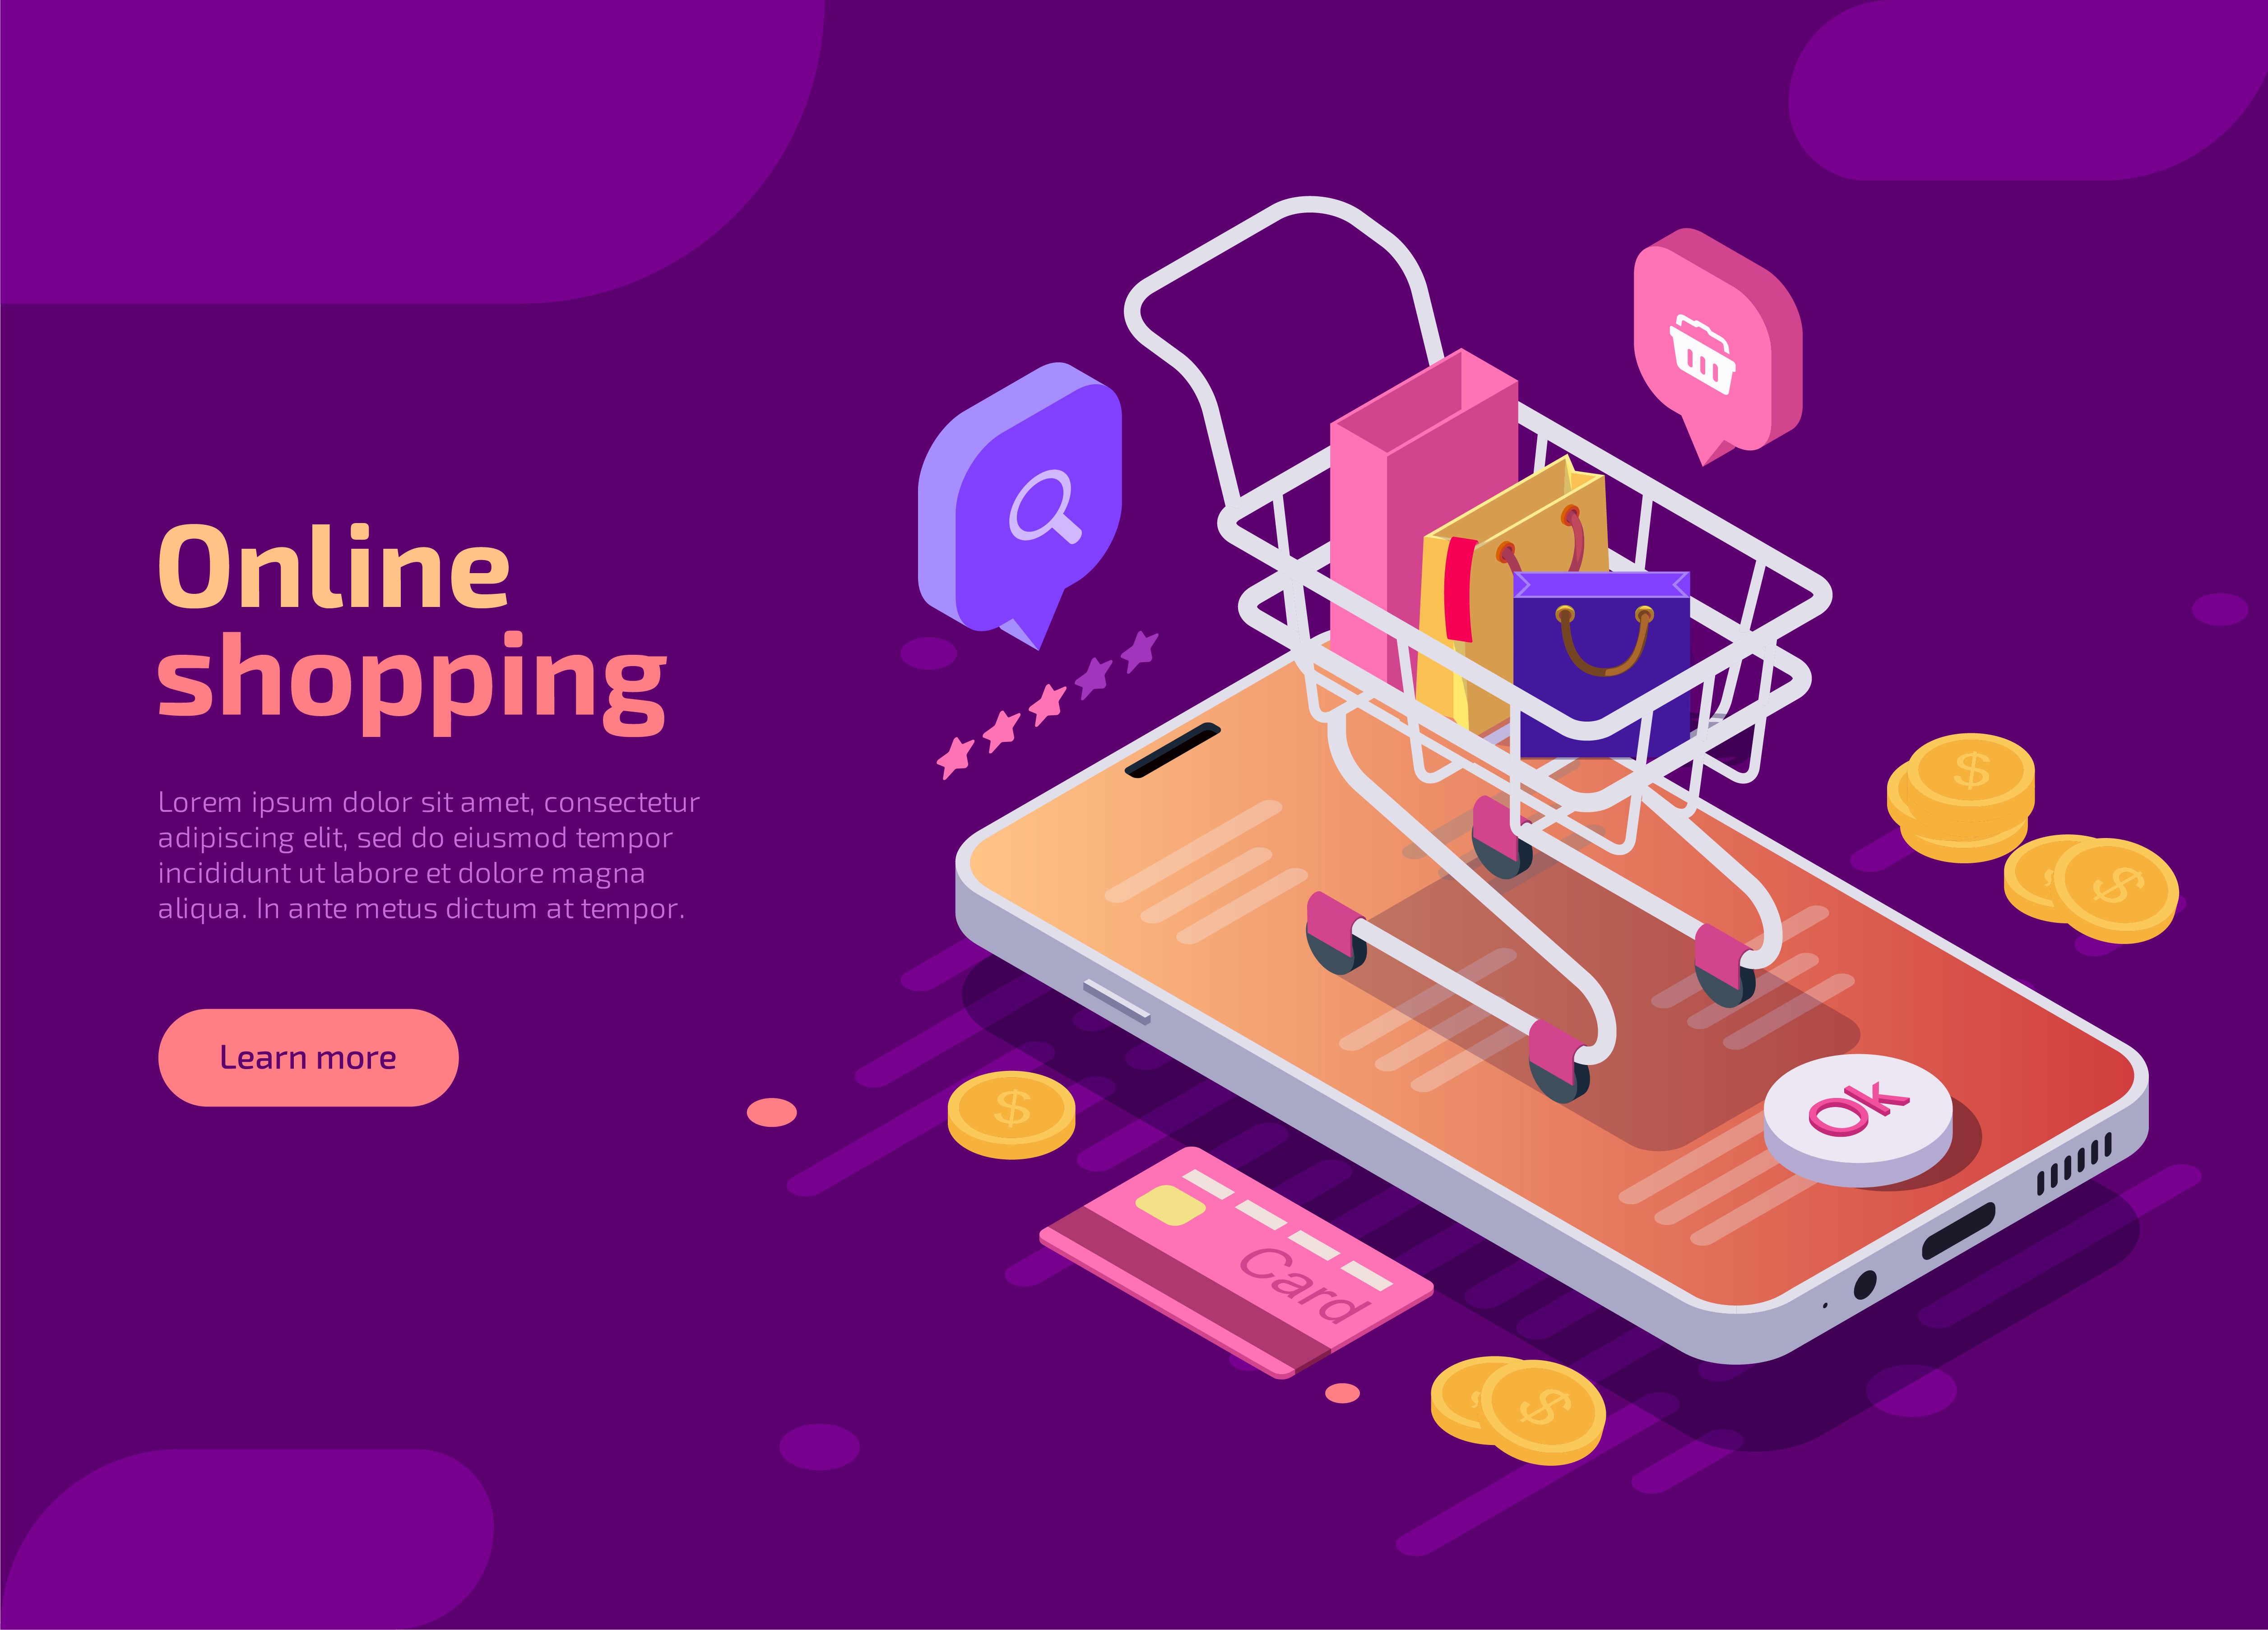 Online
shopping
Lorem ipsum dolor sit amet, consectetur
adipiscing elit, sed do eiusmod tempor
incididunt ut labore et dolore magna
aliqua. In ante metus dictum at tempor.
Learn more
$
$
$
OK
$
Card
$
$